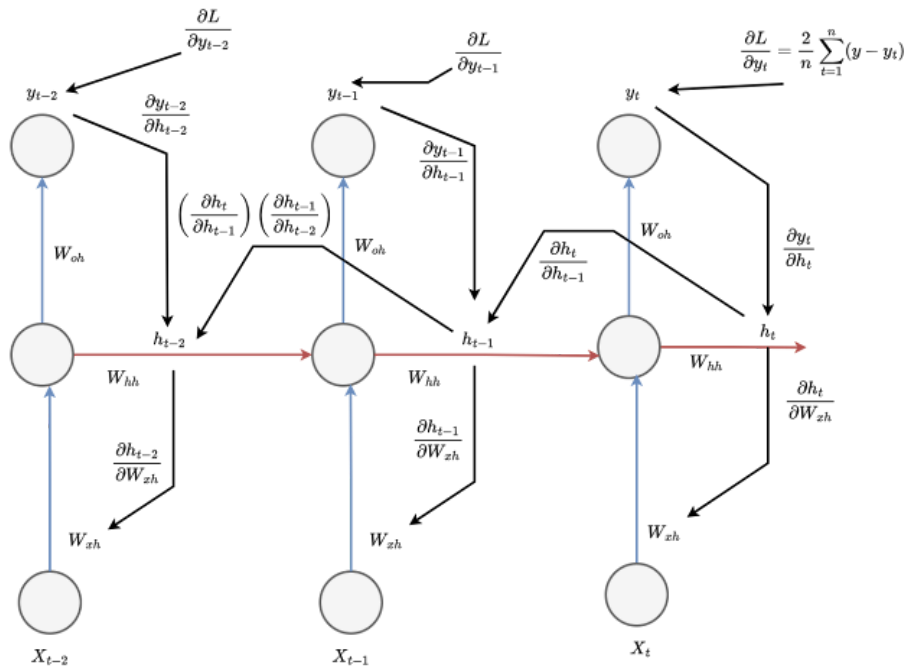 ∂L/∂y_{t−2}
∂L/∂y_{t−1}
∂L/∂y_t = 2/n ∑_{t=1}^{n} (y − y_t)
y_{t−2}
y_{t−1}
y_t
∂y_{t−2}/∂h_{t−2}
∂y_{t−1}/∂h_{t−1}
(∂h_t/∂h_{t−1}) (∂h_{t−1}/∂h_{t−2})
W_{oh}
W_{oh}
∂h_t/∂h_{t−1}
W_{oh}
∂y_t/∂h_t
h_{t−2}
h_{t−1}
h_t
W_{hh}
W_{hh}
W_{hh}
∂h_{t−2}/∂W_{xh}
∂h_{t−1}/∂W_{xh}
∂h_t/∂W_{xh}
W_{xh}
W_{xh}
W_{xh}
X_{t−2}
X_{t−1}
X_t